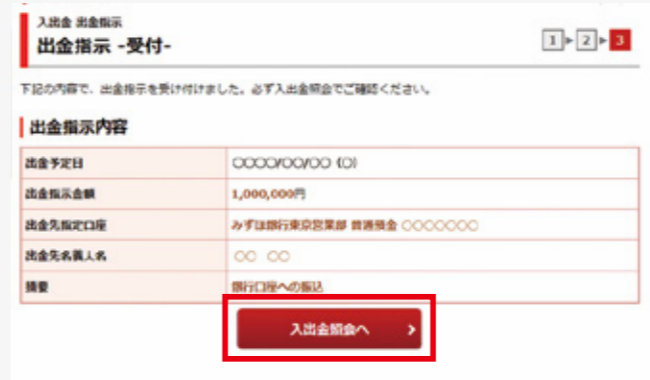 入出金 出金指示
出金指示 -受付-
1 2 3
下記の内容で、出金指示を受け付けました。必ず入出金照会でご確認ください。
出金指示内容
出金予定日 ○○○○/○○/○○ (○)
出金指示金額 1,000,000円
出金先指定口座 みずほ銀行東京営業部 普通預金 ○○○○○○○
出金先名義人名 ○○ ○○
摘要 銀行口座への振込
入出金照会へ